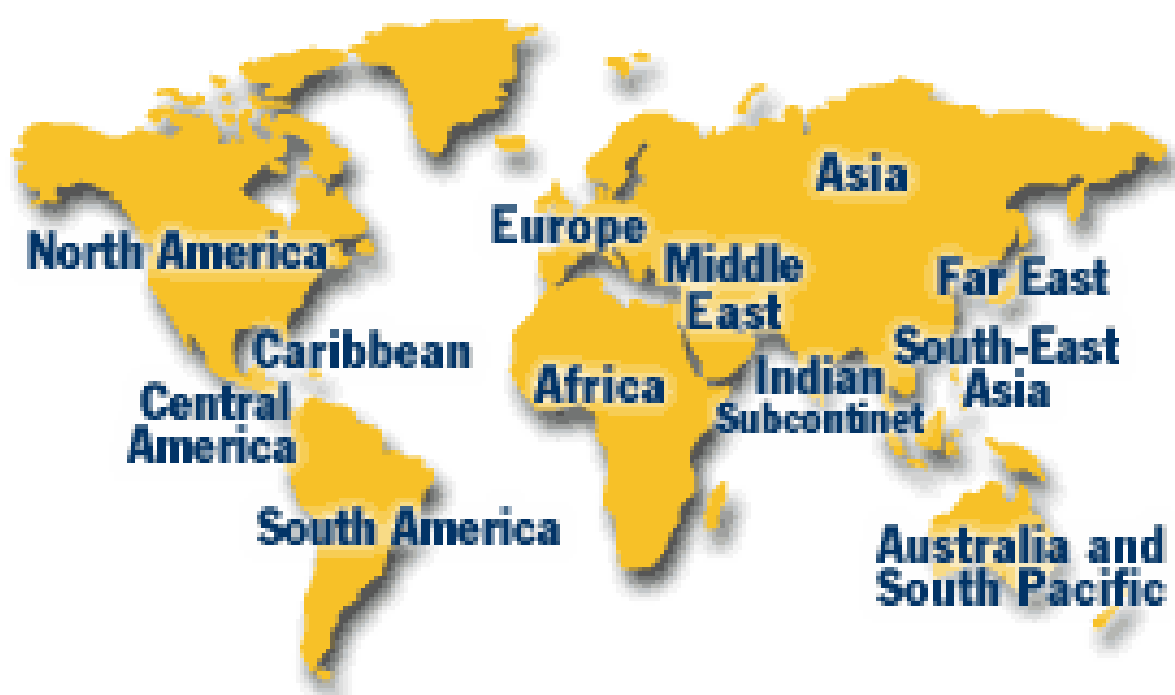 Asia
Europe
North America
Middle
East
Far East
Caribbean
South-East
Asia
Africa
Indian
Subcontinet
Central
America
South America
Australia and
South Pacific